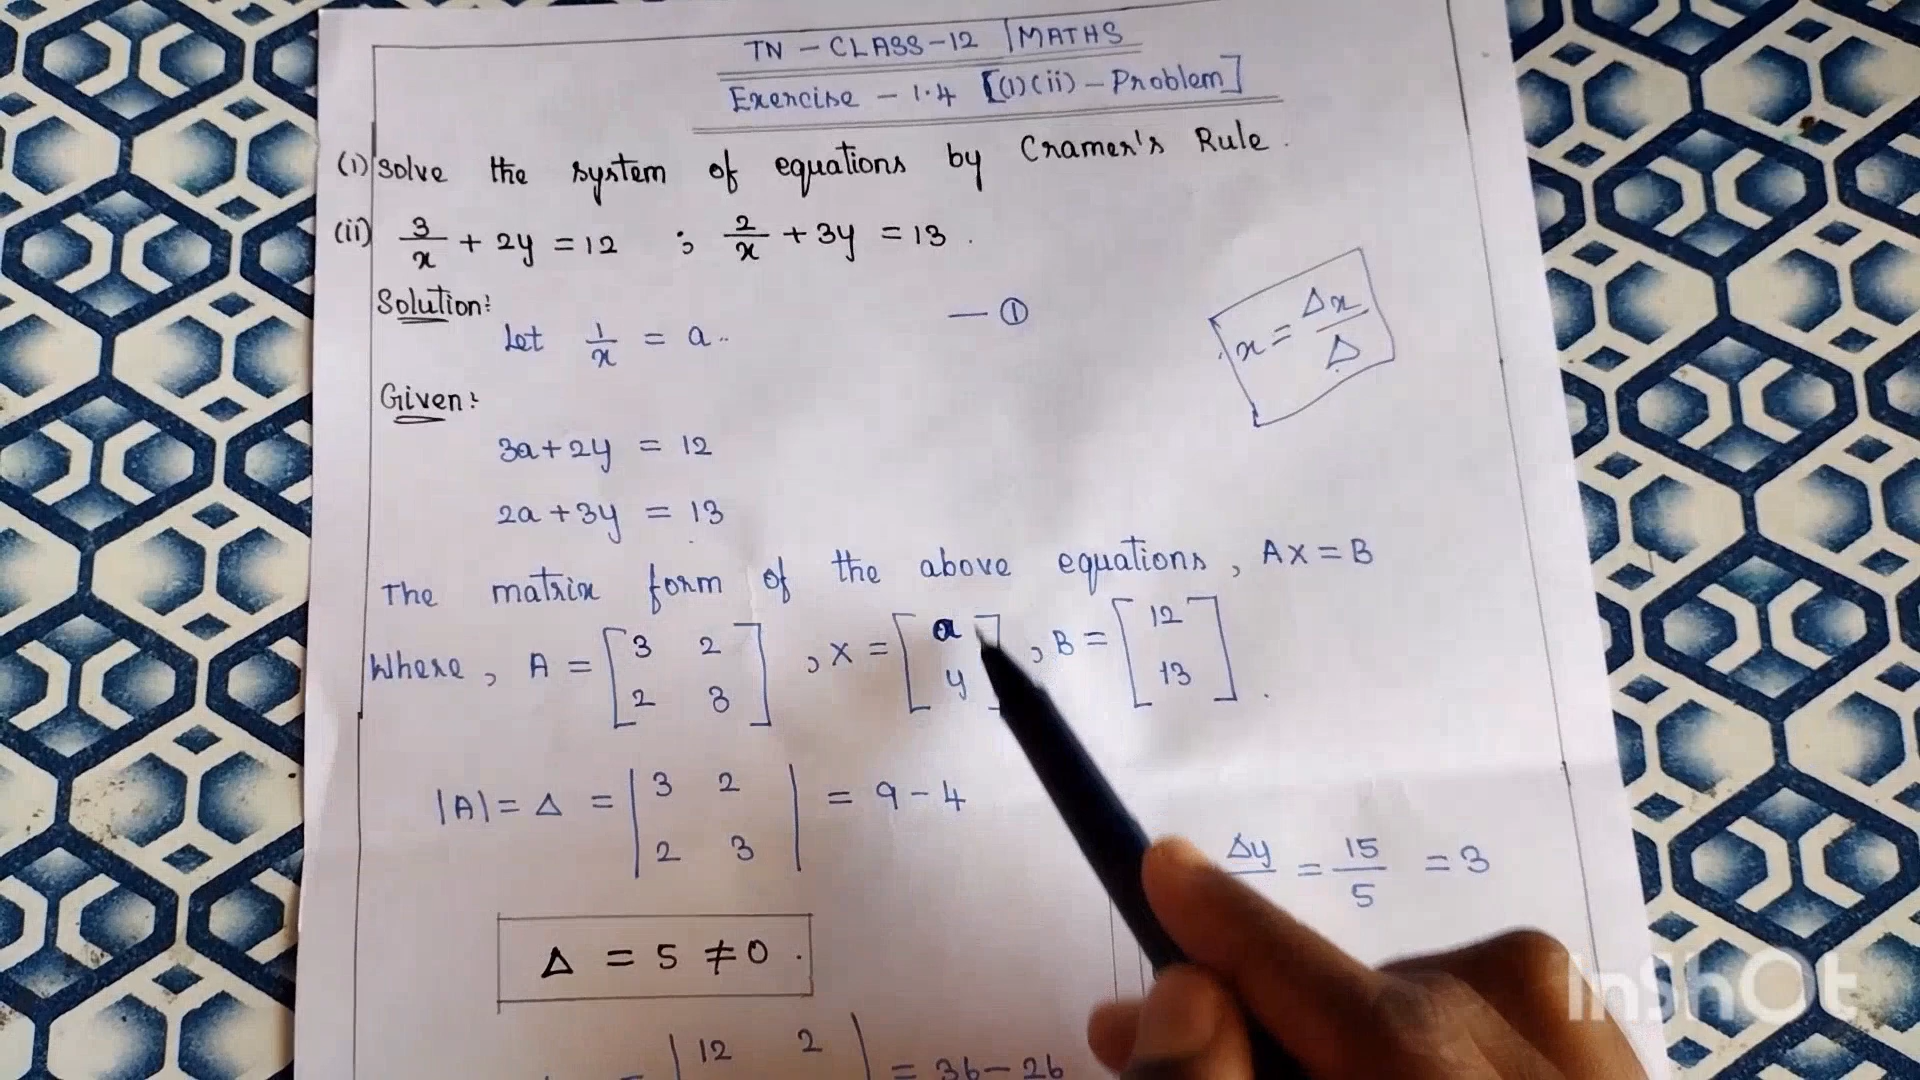 TN - CLASS-12 | MATHS
Exercise - 1.4 [(1)(ii) - Problem]
(1) Solve the system of equations by Cramer's Rule.
(ii) 3/x + 2y = 12 ; 2/x + 3y = 13.
Solution:
Let 1/x = a.. — ①
x = Δx/Δ
Given:
3a + 2y = 12
2a + 3y = 13
The matrix form of the above equations, AX = B
Where, A = [3 2 2 3], X = [a y], B = [12 13].
|A| = Δ = |3 2 2 3| = 9 - 4
Δy = 15/5 = 3
Δ = 5 ≠ 0.
= |12 2 = 36 - 26
InShOt